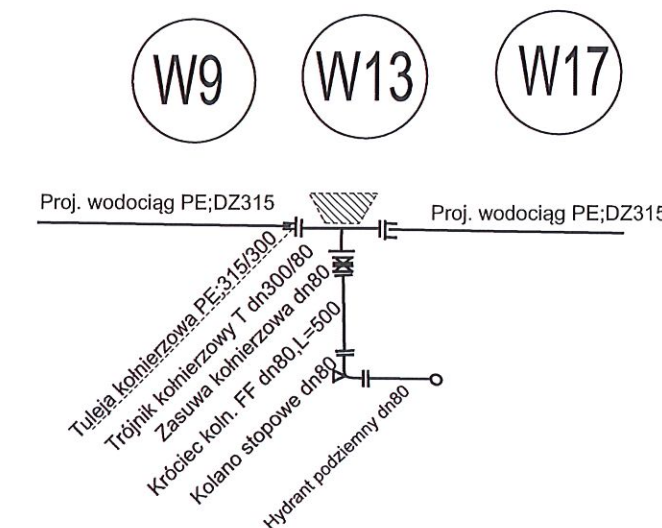 W9
W13
W17
Proj. wodociąg PE;DZ315
Proj. wodociąg PE;DZ315
Tuleja kołnierzowa PE;315/300
Trójnik kołnierzowy T dn300/80
Zasuwa kołnierzowa dn80
Króciec kołn. FF dn80,L=500
Kolano stopowe dn80
Hydrant podziemny dn80